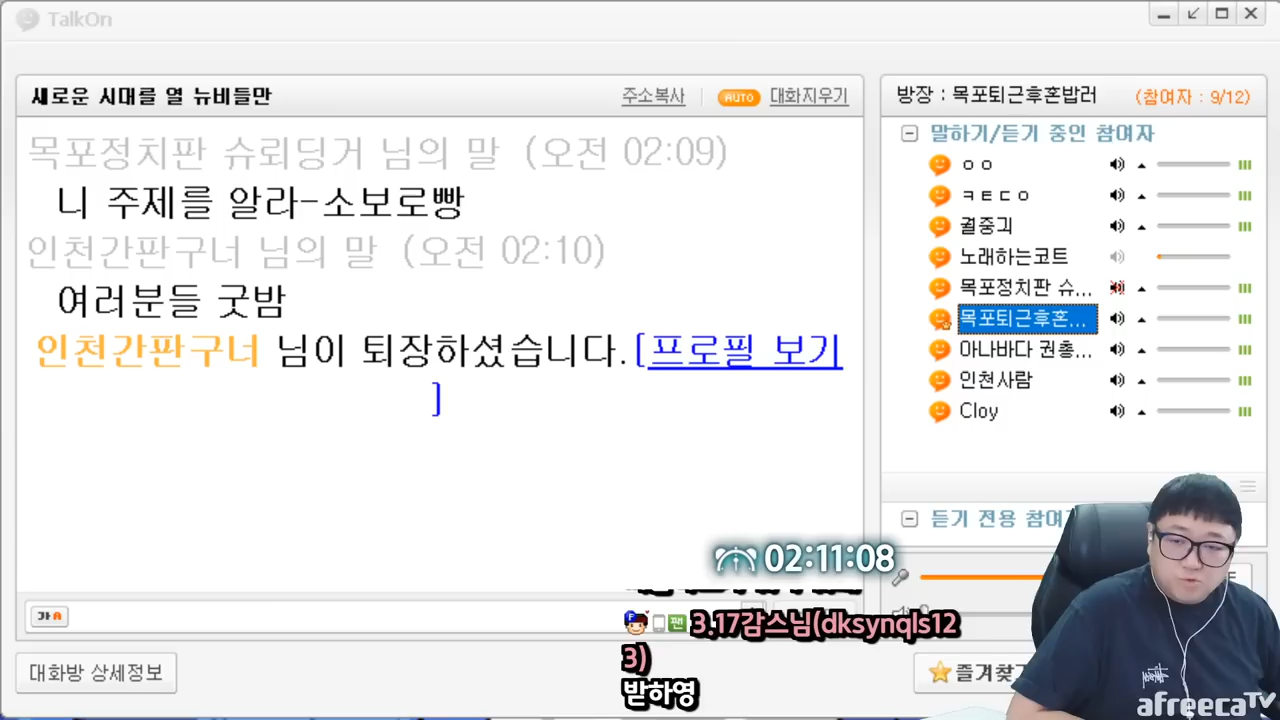 TalkOn
새로운 시대를 열 뉴비들만
주소복사
AUTO 대화지우기
목포정치판 슈뢰딩거 님의 말 (오전 02:09)
니 주제를 알라-소보로빵
인천간판구너 님의 말 (오전 02:10)
여러분들 굿밤
인천간판구너 님이 퇴장하셨습니다.[프로필 보기
]
방장 : 목포퇴근후혼밥러 (참여자 : 9/12)
말하기/듣기 중인 참여자
ㅇㅇ
ㅋㅌㄷㅇ
궐중긔
노래하는코트
목포정치판 슈...
목포퇴근후혼...
아나바다 권총...
인천사람
Cloy
듣기 전용 참여
02:11:08
가
팬 3.17감스님(dksynqls12
3)
받하영
대화방 상세정보
즐겨찾기
afreecaTV